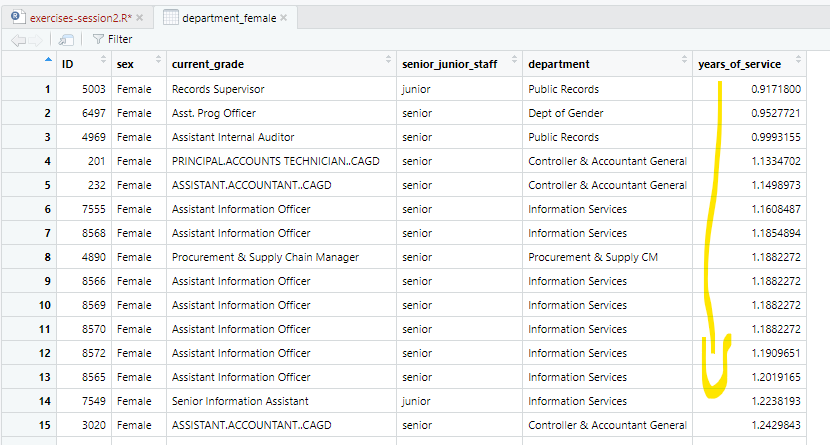 exercises-session2.R* department_female
Filter
ID sex current_grade senior_junior_staff department years_of_service
1 5003 Female Records Supervisor junior Public Records 0.9171800
2 6497 Female Asst. Prog Officer senior Dept of Gender 0.9527721
3 4969 Female Assistant Internal Auditor senior Public Records 0.9993155
4 201 Female PRINCIPAL.ACCOUNTS TECHNICIAN..CAGD senior Controller & Accountant General 1.1334702
5 232 Female ASSISTANT.ACCOUNTANT..CAGD senior Controller & Accountant General 1.1498973
6 7555 Female Assistant Information Officer senior Information Services 1.1608487
7 8568 Female Assistant Information Officer senior Information Services 1.1854894
8 4890 Female Procurement & Supply Chain Manager senior Procurement & Supply CM 1.1882272
9 8566 Female Assistant Information Officer senior Information Services 1.1882272
10 8569 Female Assistant Information Officer senior Information Services 1.1882272
11 8570 Female Assistant Information Officer senior Information Services 1.1882272
12 8572 Female Assistant Information Officer senior Information Services 1.1909651
13 8565 Female Assistant Information Officer senior Information Services 1.2019165
14 7549 Female Senior Information Assistant junior Information Services 1.2238193
15 3020 Female ASSISTANT.ACCOUNTANT..CAGD senior Controller & Accountant General 1.2429843